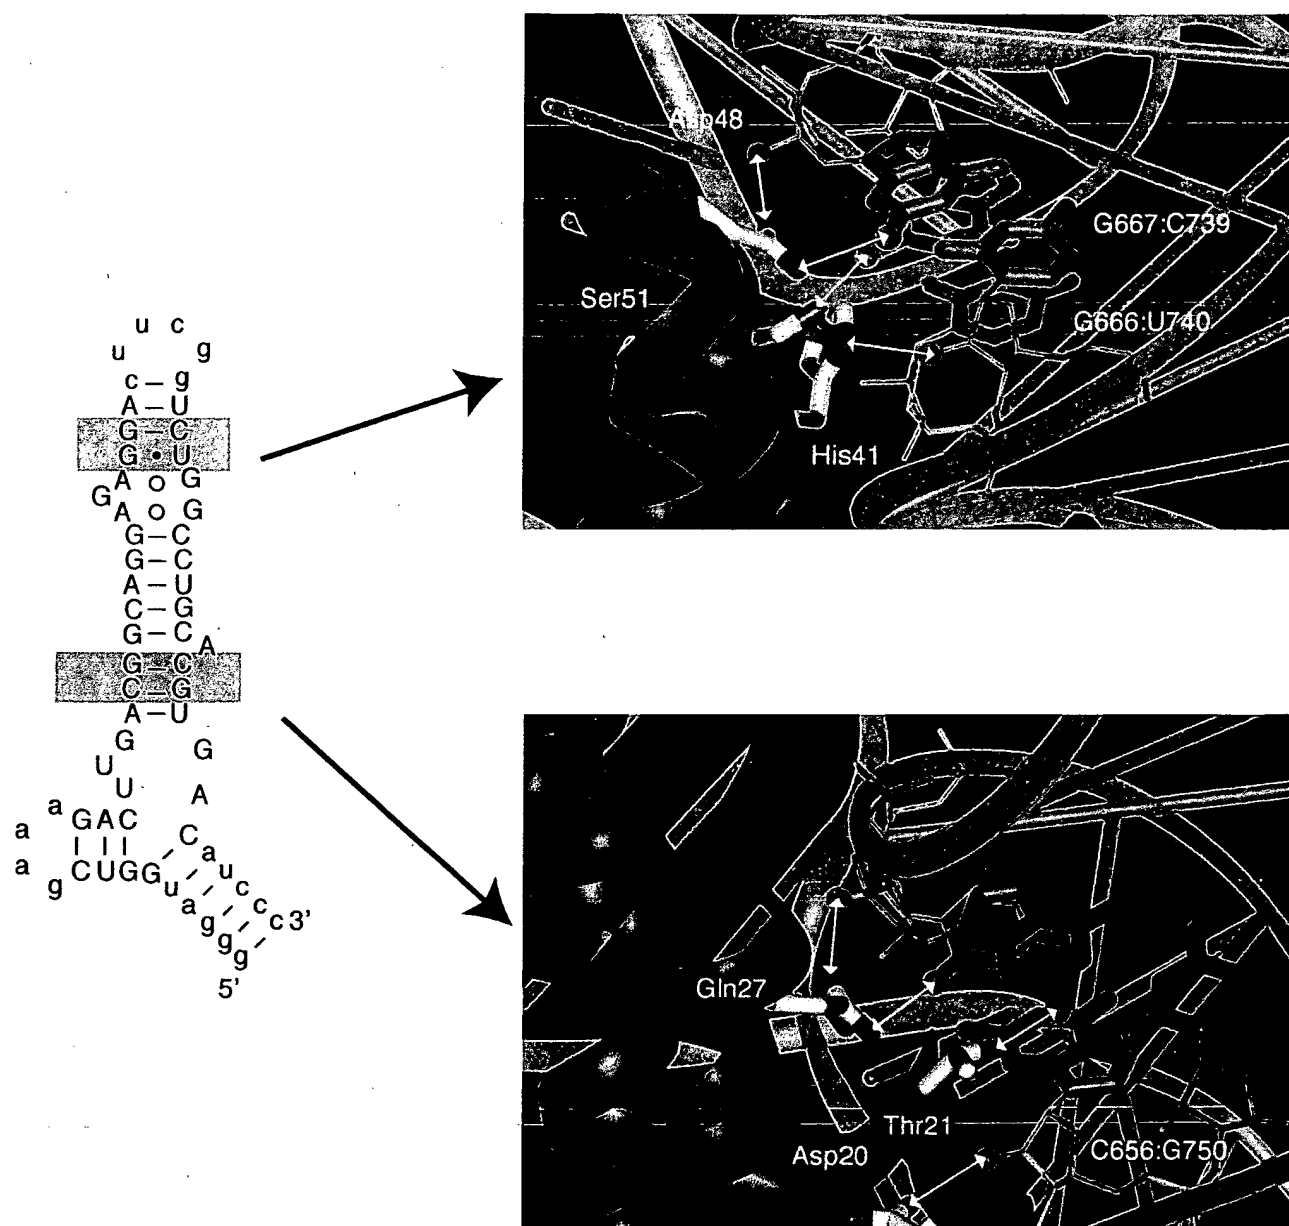 u c
u g
c – g
A – U
G – C
G • U
A G
G
A G
G – C
G – C
A – U
C – G
G – C
A
G – C
C – G
A – U
G
U G
U A
a GAC C
a a u
a g CUGG u c
a c
g c 3'
g
g
5'
Asp48
G667:C739
Ser51
G666:U740
His41
Gln27
Thr21
Asp20
C656:G750